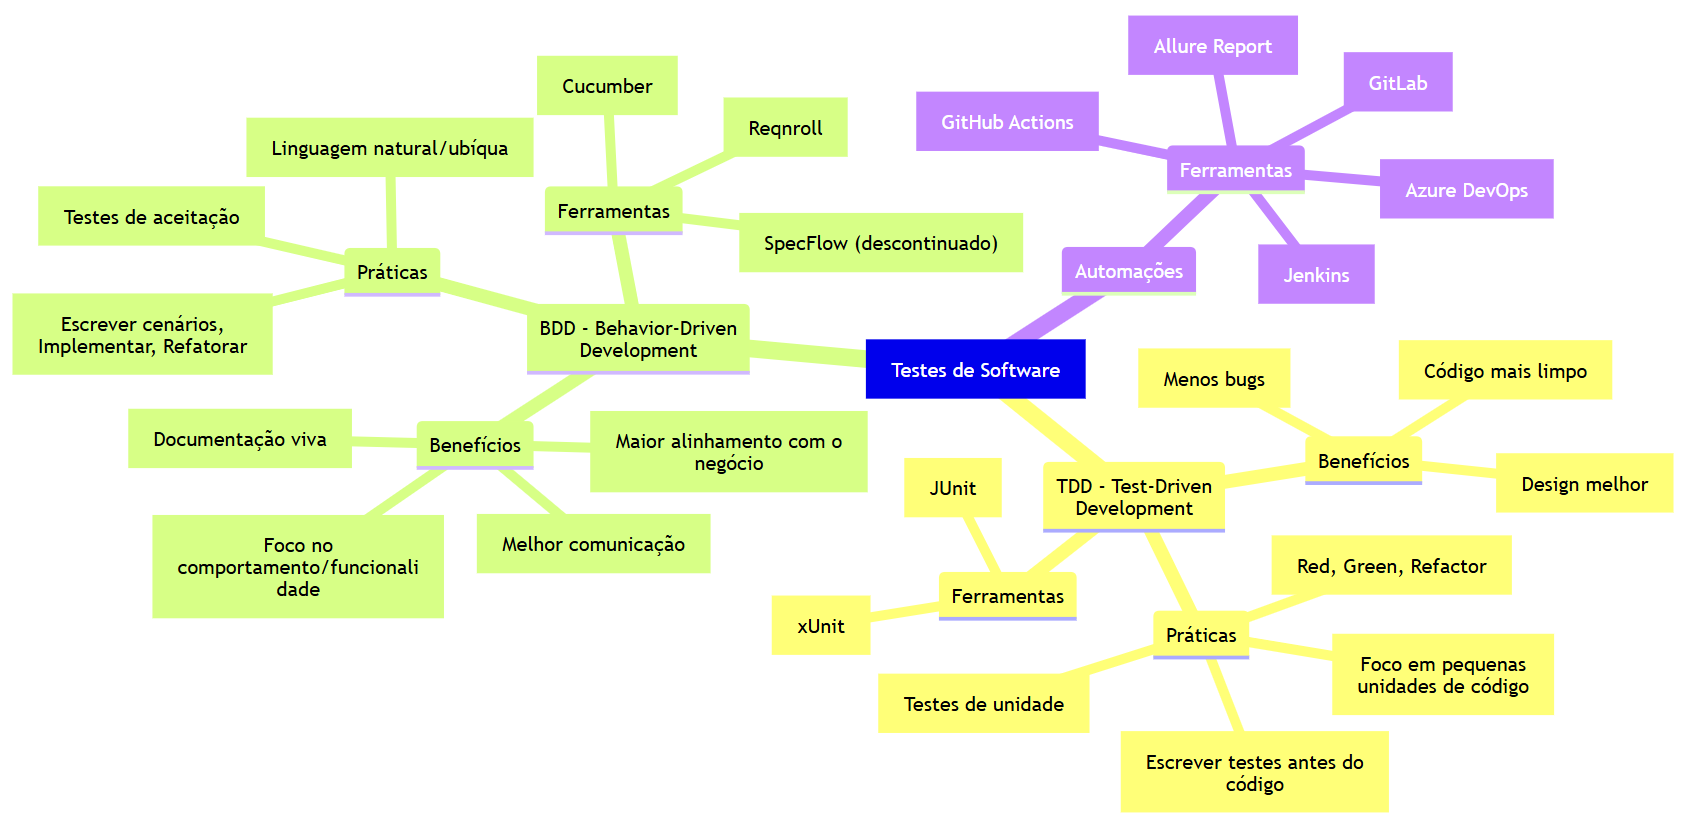 Allure Report
GitLab
Cucumber
GitHub Actions
Reqnroll
Linguagem natural/ubíqua
Ferramentas
Azure DevOps
Testes de aceitação
Ferramentas
SpecFlow (descontinuado)
Práticas
Automações
Jenkins
Escrever cenários,
Implementar, Refatorar
BDD - Behavior-Driven
Development
Testes de Software
Menos bugs
Código mais limpo
Documentação viva
Benefícios
Maior alinhamento com o
negócio
Benefícios
Design melhor
JUnit
TDD - Test-Driven
Development
Foco no
comportamento/funcionali
dade
Melhor comunicação
Red, Green, Refactor
Ferramentas
xUnit
Práticas
Foco em pequenas
unidades de código
Testes de unidade
Escrever testes antes do
código